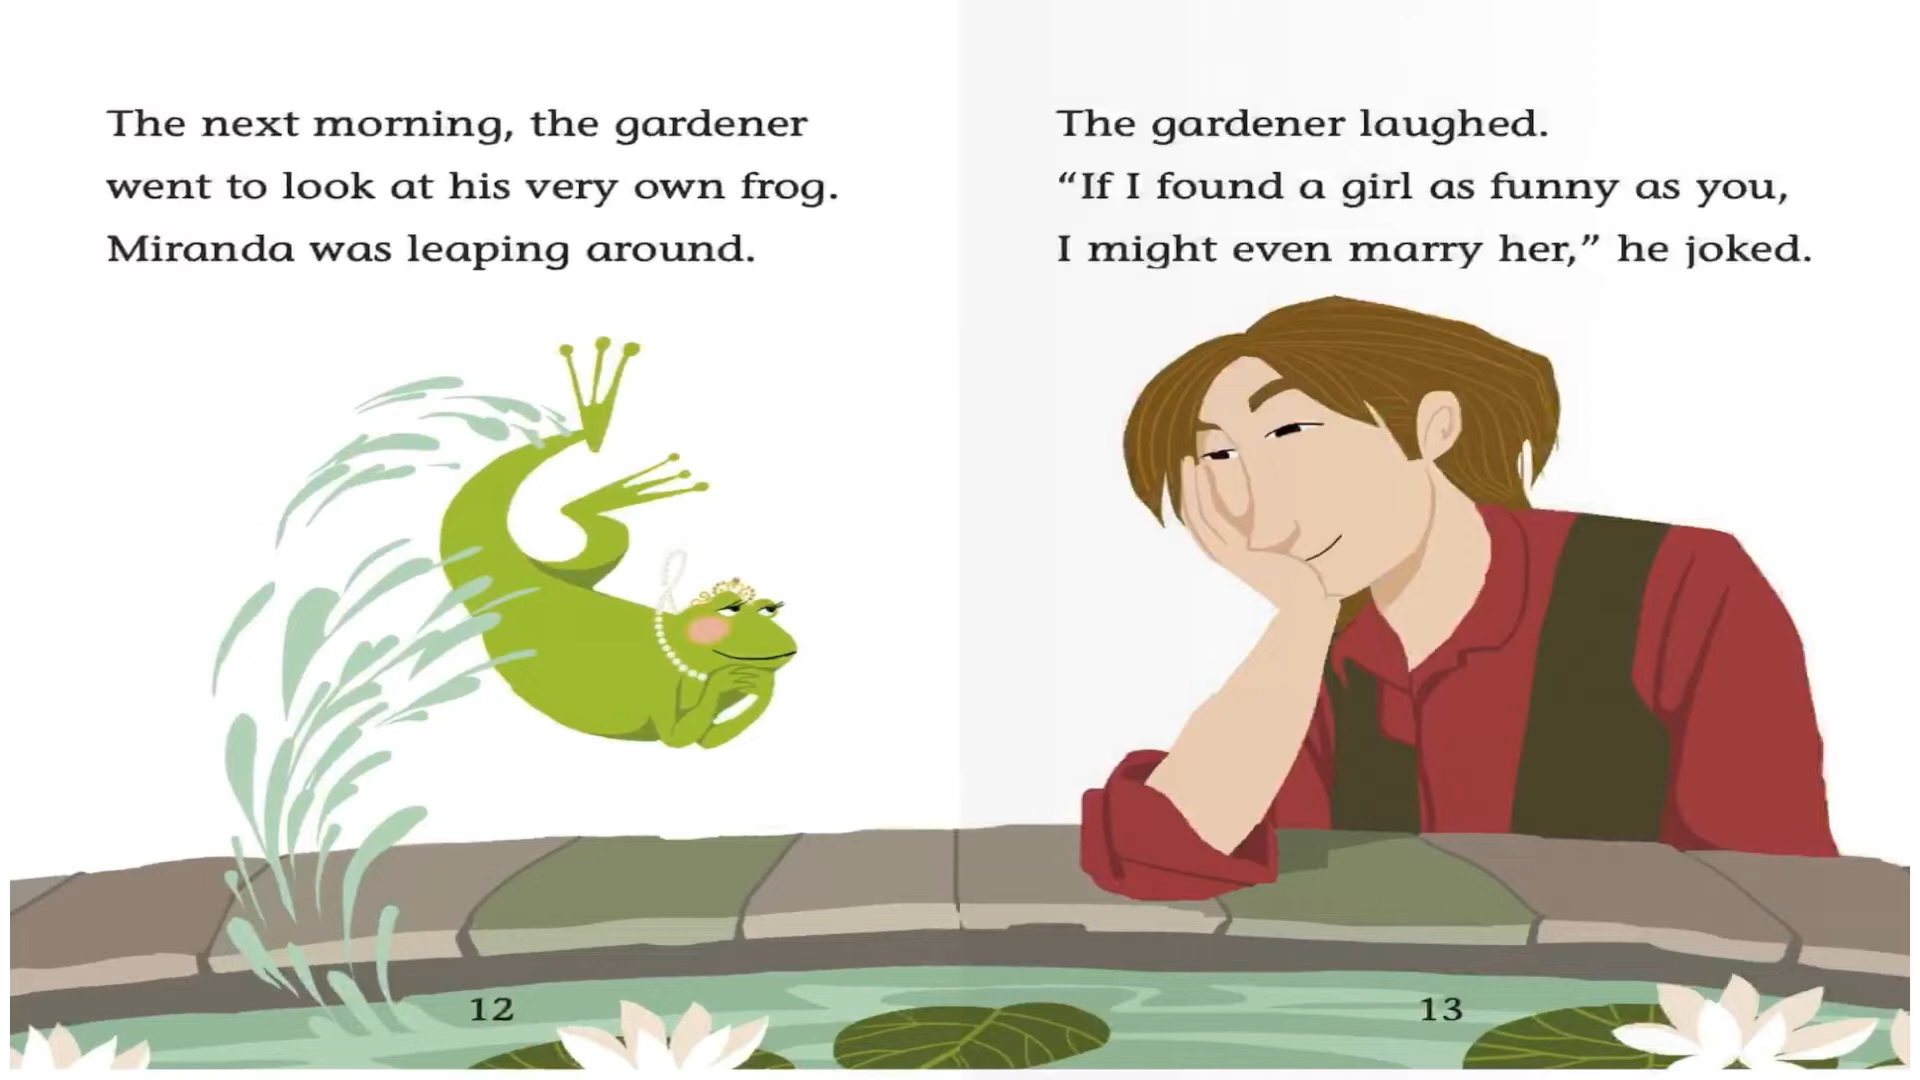 The next morning, the gardener
went to look at his very own frog.
Miranda was leaping around.
12
The gardener laughed.
“If I found a girl as funny as you,
I might even marry her,” he joked.
13